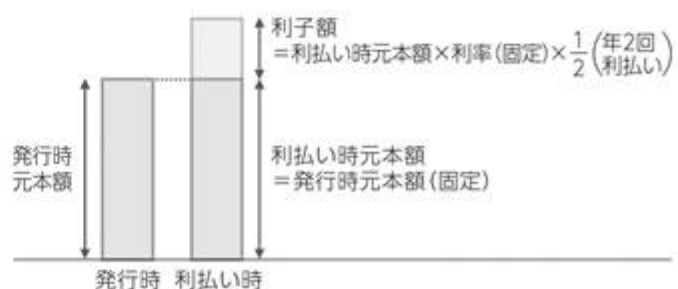 利子額
=利払い時元本額×利率(固定)×1/2(年2回利払い)
発行時
元本額
利払い時元本額
=発行時元本額(固定)
発行時 利払い時